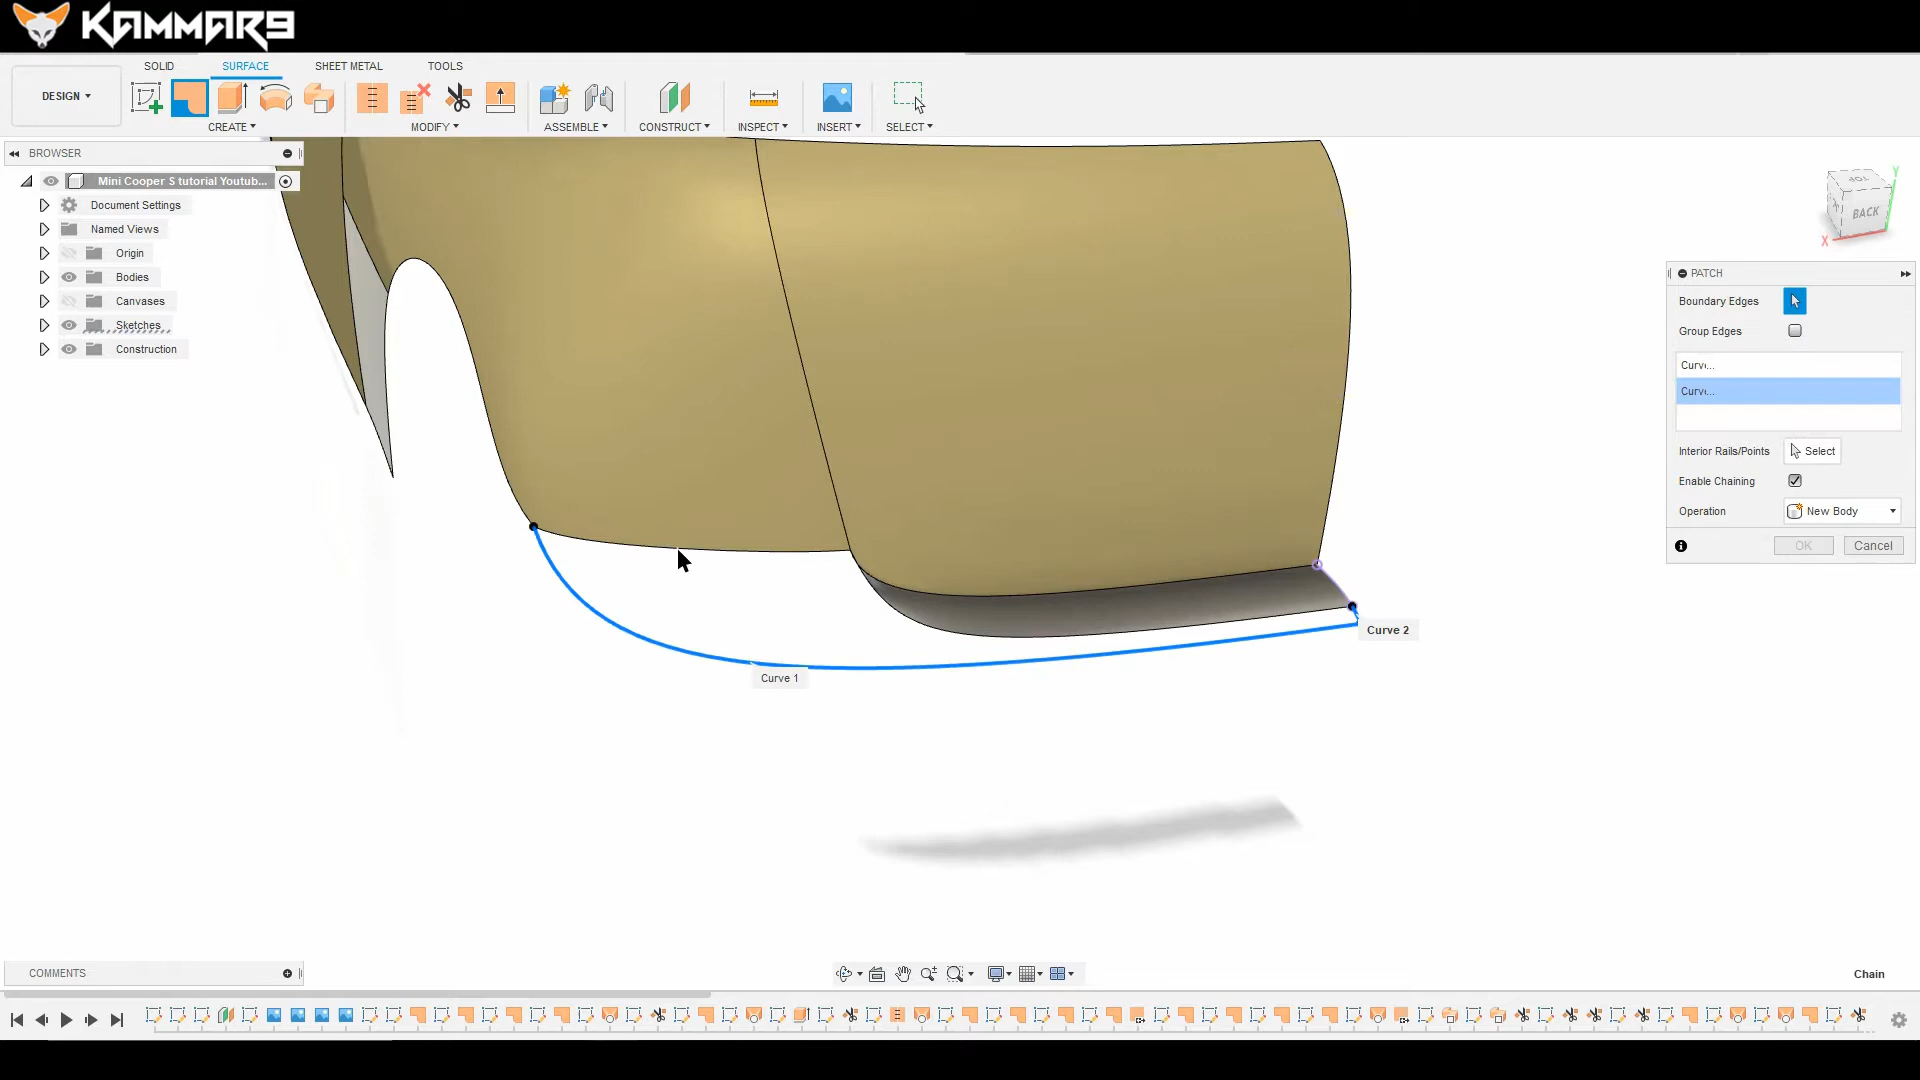 KAMMAR9
SOLID SURFACE SHEET METAL TOOLS
DESIGN
CREATE MODIFY ASSEMBLE CONSTRUCT INSPECT INSERT SELECT
BROWSER
Mini Cooper S tutorial Youtub...
Document Settings
Named Views
Origin
Bodies
Canvases
Sketches
Construction
TOP
BACK
X
Y
PATCH
Boundary Edges
Group Edges
Curv...
Curv...
Interior Rails/Points Select
Enable Chaining
Operation New Body
OK Cancel
Curve 2
Curve 1
COMMENTS
Chain